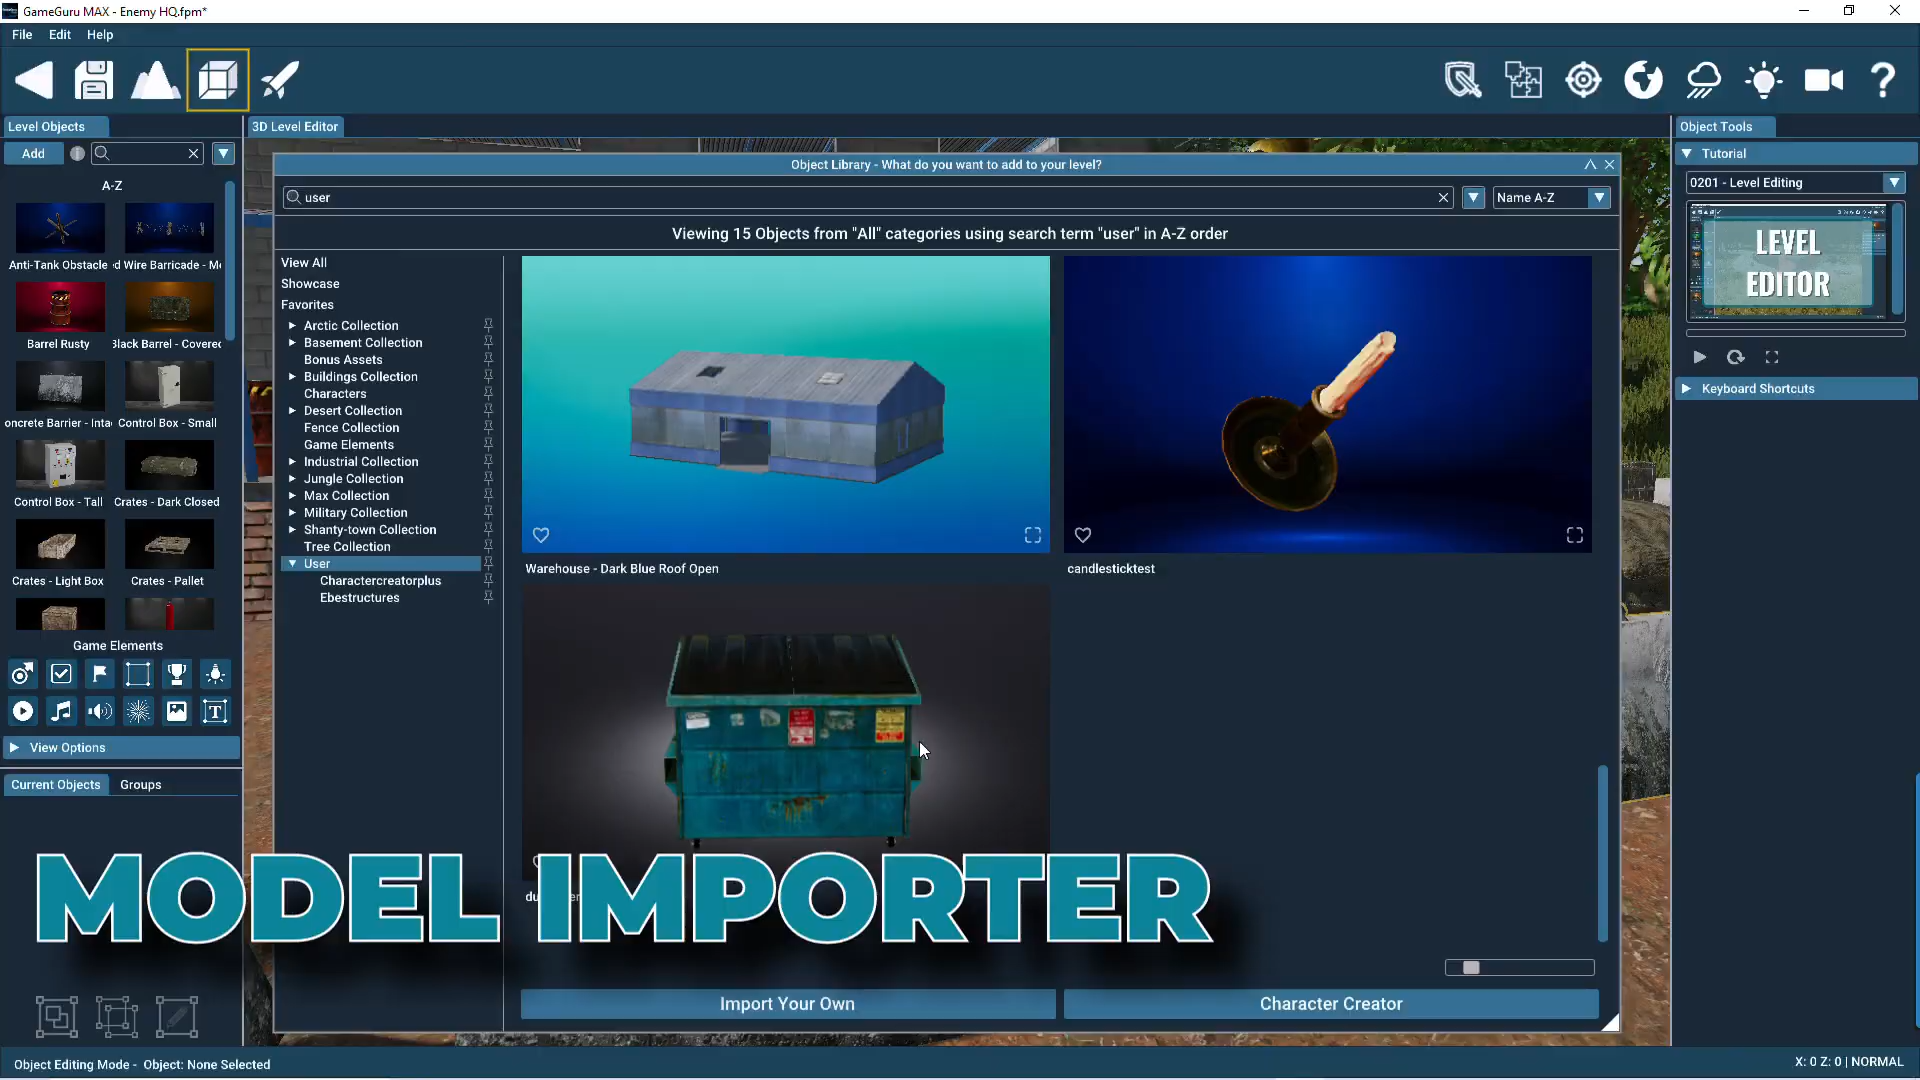 GameGuru MAX - Enemy HQ.fpm*
File Edit Help
Level Objects
3D Level Editor
Object Tools
Add
A-Z
Anti-Tank Obstacle
d Wire Barricade - Me
Barrel Rusty
Black Barrel - Covered
oncrete Barrier - Inta
Control Box - Small
Control Box - Tall
Crates - Dark Closed
Crates - Light Box
Crates - Pallet
Game Elements
View Options
Current Objects Groups
Object Library - What do you want to add to your level?
user
Name A-Z
Viewing 15 Objects from "All" categories using search term "user" in A-Z order
View All
Showcase
Favorites
Arctic Collection
Basement Collection
Bonus Assets
Buildings Collection
Characters
Desert Collection
Fence Collection
Game Elements
Industrial Collection
Jungle Collection
Max Collection
Military Collection
Shanty-town Collection
Tree Collection
User
Charactercreatorplus
Ebestructures
Warehouse - Dark Blue Roof Open
candlesticktest
MODEL IMPORTER
Import Your Own
Character Creator
Tutorial
0201 - Level Editing
LEVEL
EDITOR
Keyboard Shortcuts
Object Editing Mode - Object: None Selected
X: 0 Z: 0 | NORMAL